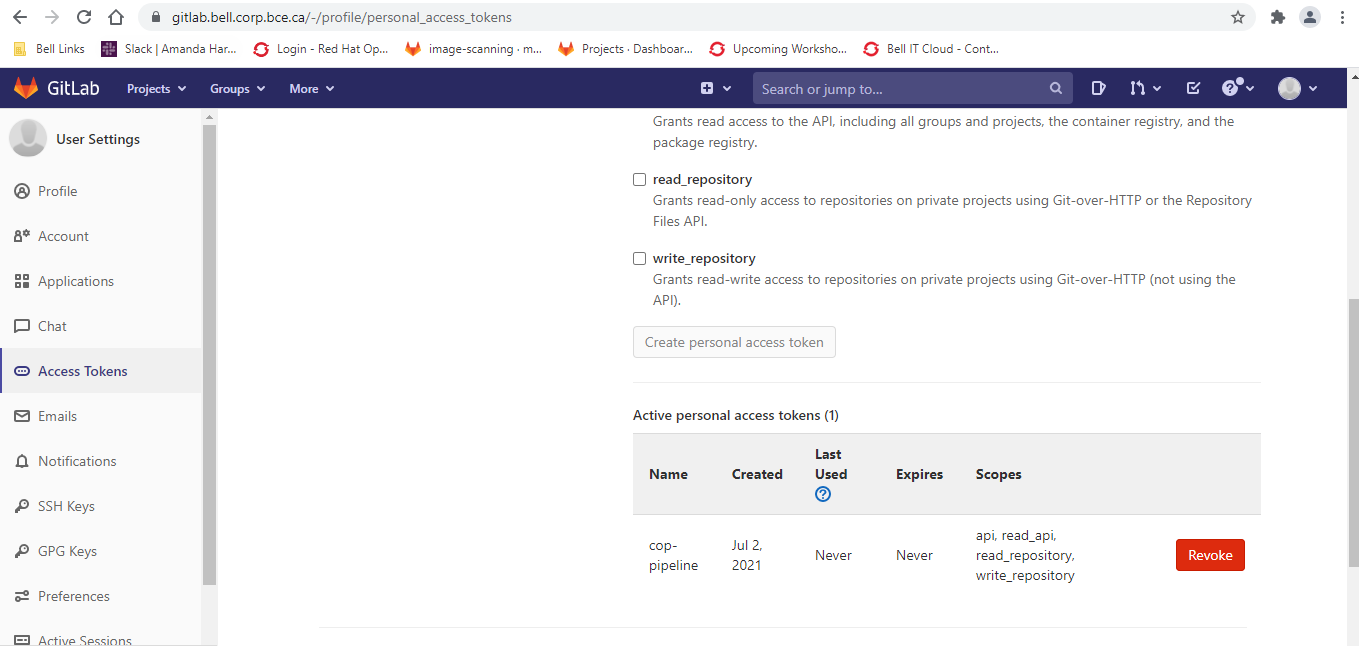 gitlab.bell.corp.bce.ca/-/profile/personal_access_tokens
Bell Links
Slack | Amanda Har...
Login - Red Hat Op...
image-scanning · m...
Projects · Dashboar...
Upcoming Worksho...
Bell IT Cloud - Cont...
GitLab
Projects
Groups
More
Search or jump to...
User Settings
Profile
Account
Applications
Chat
Access Tokens
Emails
Notifications
SSH Keys
GPG Keys
Preferences
Active Sessions
Grants read access to the API, including all groups and projects, the container registry, and the
package registry.
read_repository
Grants read-only access to repositories on private projects using Git-over-HTTP or the Repository
Files API.
write_repository
Grants read-write access to repositories on private projects using Git-over-HTTP (not using the
API).
Create personal access token
Active personal access tokens (1)
Name
Created
Last
Used
Expires
Scopes
cop-
pipeline
Jul 2,
2021
Never
Never
api, read_api,
read_repository,
write_repository
Revoke